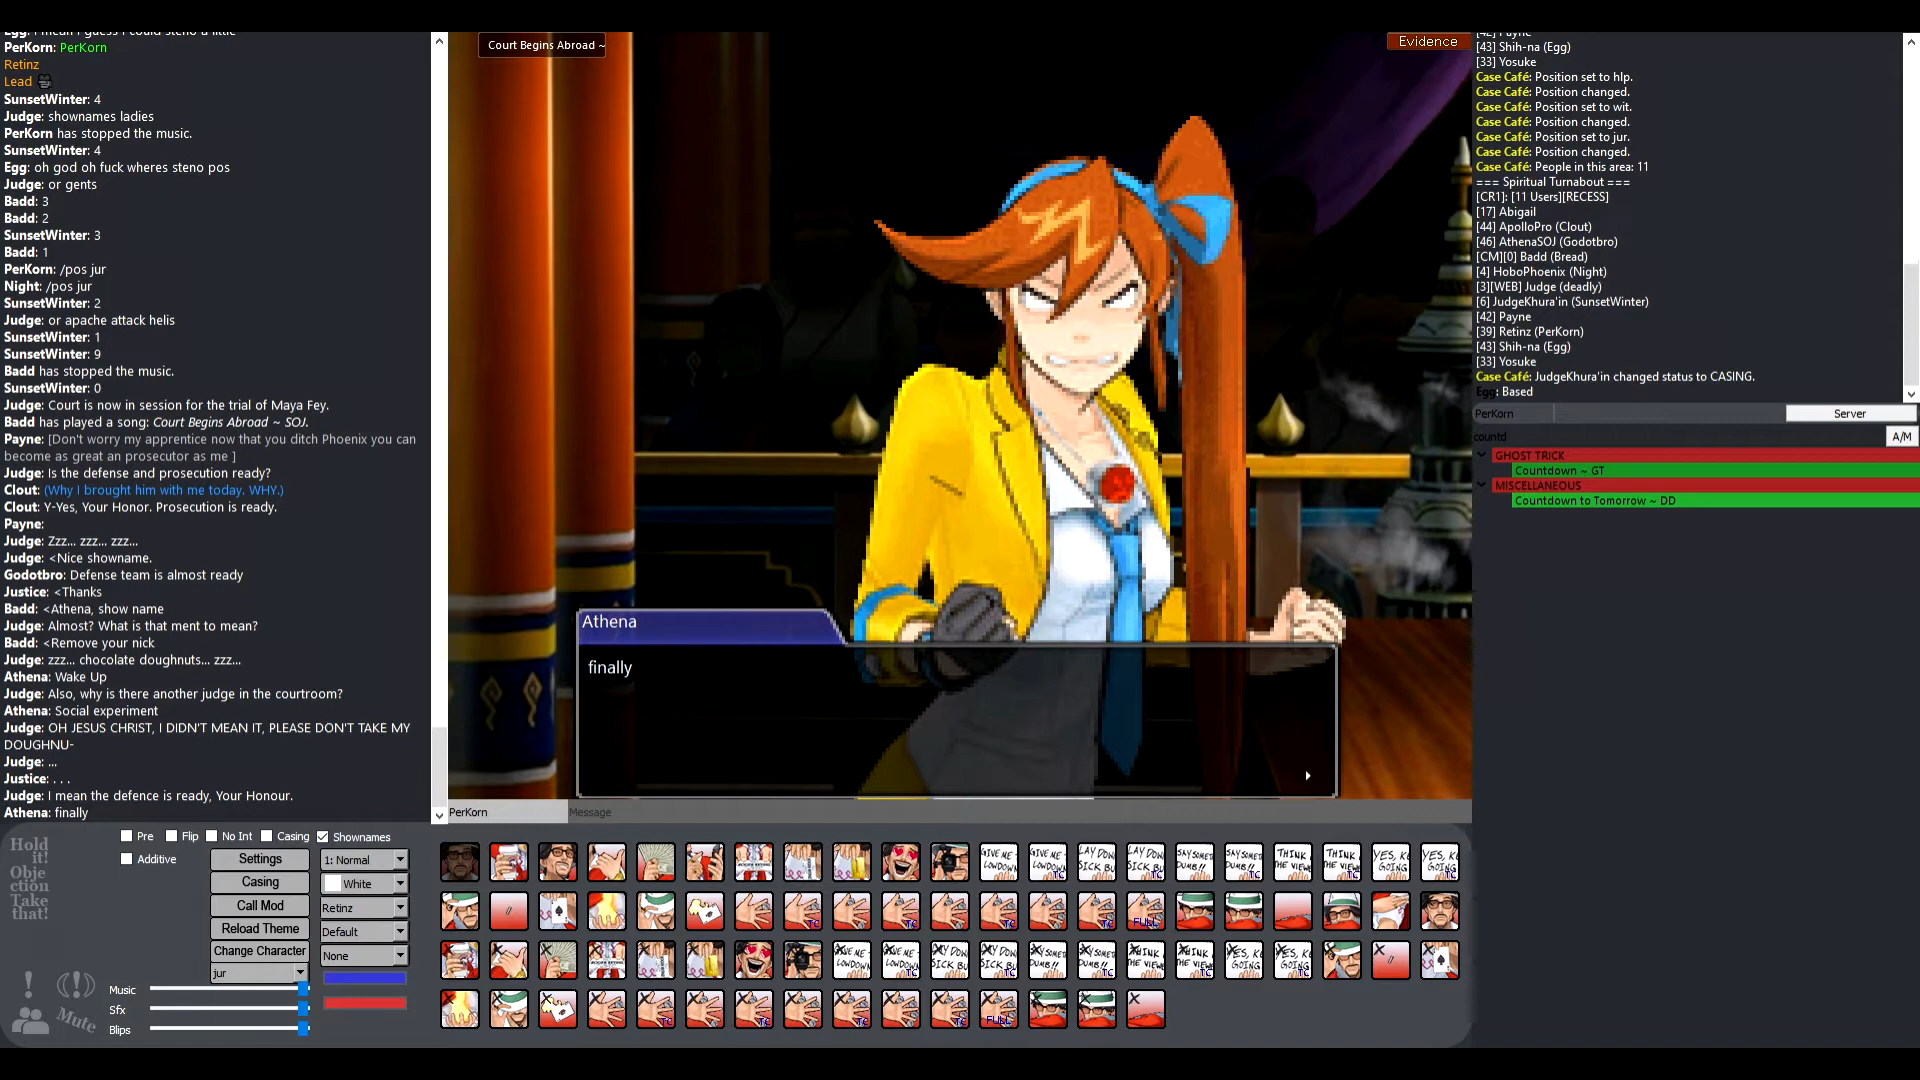 Egg: I mean I guess I could steno a little
PerKorn: PerKorn
Retinz
Lead
SunsetWinter: 4
Judge: shownames ladies
PerKorn has stopped the music.
SunsetWinter: 4
Egg: oh god oh fuck wheres steno pos
Judge: or gents
Badd: 3
Badd: 2
SunsetWinter: 3
Badd: 1
PerKorn: /pos jur
Night: /pos jur
SunsetWinter: 2
Judge: or apache attack helis
SunsetWinter: 1
SunsetWinter: 9
Badd has stopped the music.
SunsetWinter: 0
Judge: Court is now in session for the trial of Maya Fey.
Badd has played a song: Court Begins Abroad ~ SOJ.
Payne: [Don't worry my apprentice now that you ditch Phoenix you can
become as great an prosecutor as me ]
Judge: Is the defense and prosecution ready?
Clout: (Why I brought him with me today. WHY.)
Clout: Y-Yes, Your Honor. Prosecution is ready.
Payne:
Judge: Zzz... zzz... zzz...
Judge: <Nice showname.
Godotbro: Defense team is almost ready
Justice: <Thanks
Badd: <Athena, show name
Judge: Almost? What is that ment to mean?
Badd: <Remove your nick
Judge: zzz... chocolate doughnuts... zzz...
Athena: Wake Up
Judge: Also, why is there another judge in the courtroom?
Athena: Social experiment
Judge: OH JESUS CHRIST, I DIDN'T MEAN IT, PLEASE DON'T TAKE MY
DOUGHNU-
Judge: ...
Justice: . . .
Judge: I mean the defence is ready, Your Honour.
Athena: finally
Court Begins Abroad ~
Evidence
Athena
finally
PerKorn
Message
[42] Payne
[43] Shih-na (Egg)
[33] Yosuke
Case Café: Position set to hlp.
Case Café: Position changed.
Case Café: Position set to wit.
Case Café: Position changed.
Case Café: Position set to jur.
Case Café: Position changed.
Case Café: People in this area: 11
=== Spiritual Turnabout ===
[CR1]: [11 Users][RECESS]
[17] Abigail
[44] ApolloPro (Clout)
[46] AthenaSOJ (Godotbro)
[CM][0] Badd (Bread)
[4] HoboPhoenix (Night)
[3][WEB] Judge (deadly)
[6] JudgeKhura'in (SunsetWinter)
[42] Payne
[39] Retinz (PerKorn)
[43] Shih-na (Egg)
[33] Yosuke
Case Café: JudgeKhura'in changed status to CASING.
Egg: Based
PerKorn
Server
countd
A/M
GHOST TRICK
Countdown ~ GT
MISCELLANEOUS
Countdown to Tomorrow ~ DD
Hold
it!
Obje
ction
Take
that!
Pre
Flip
No Int
Casing
Shownames
Additive
Settings
Casing
Call Mod
Reload Theme
Change Character
jur
1: Normal
White
Retinz
Default
None
Music
Sfx
Blips
Mute